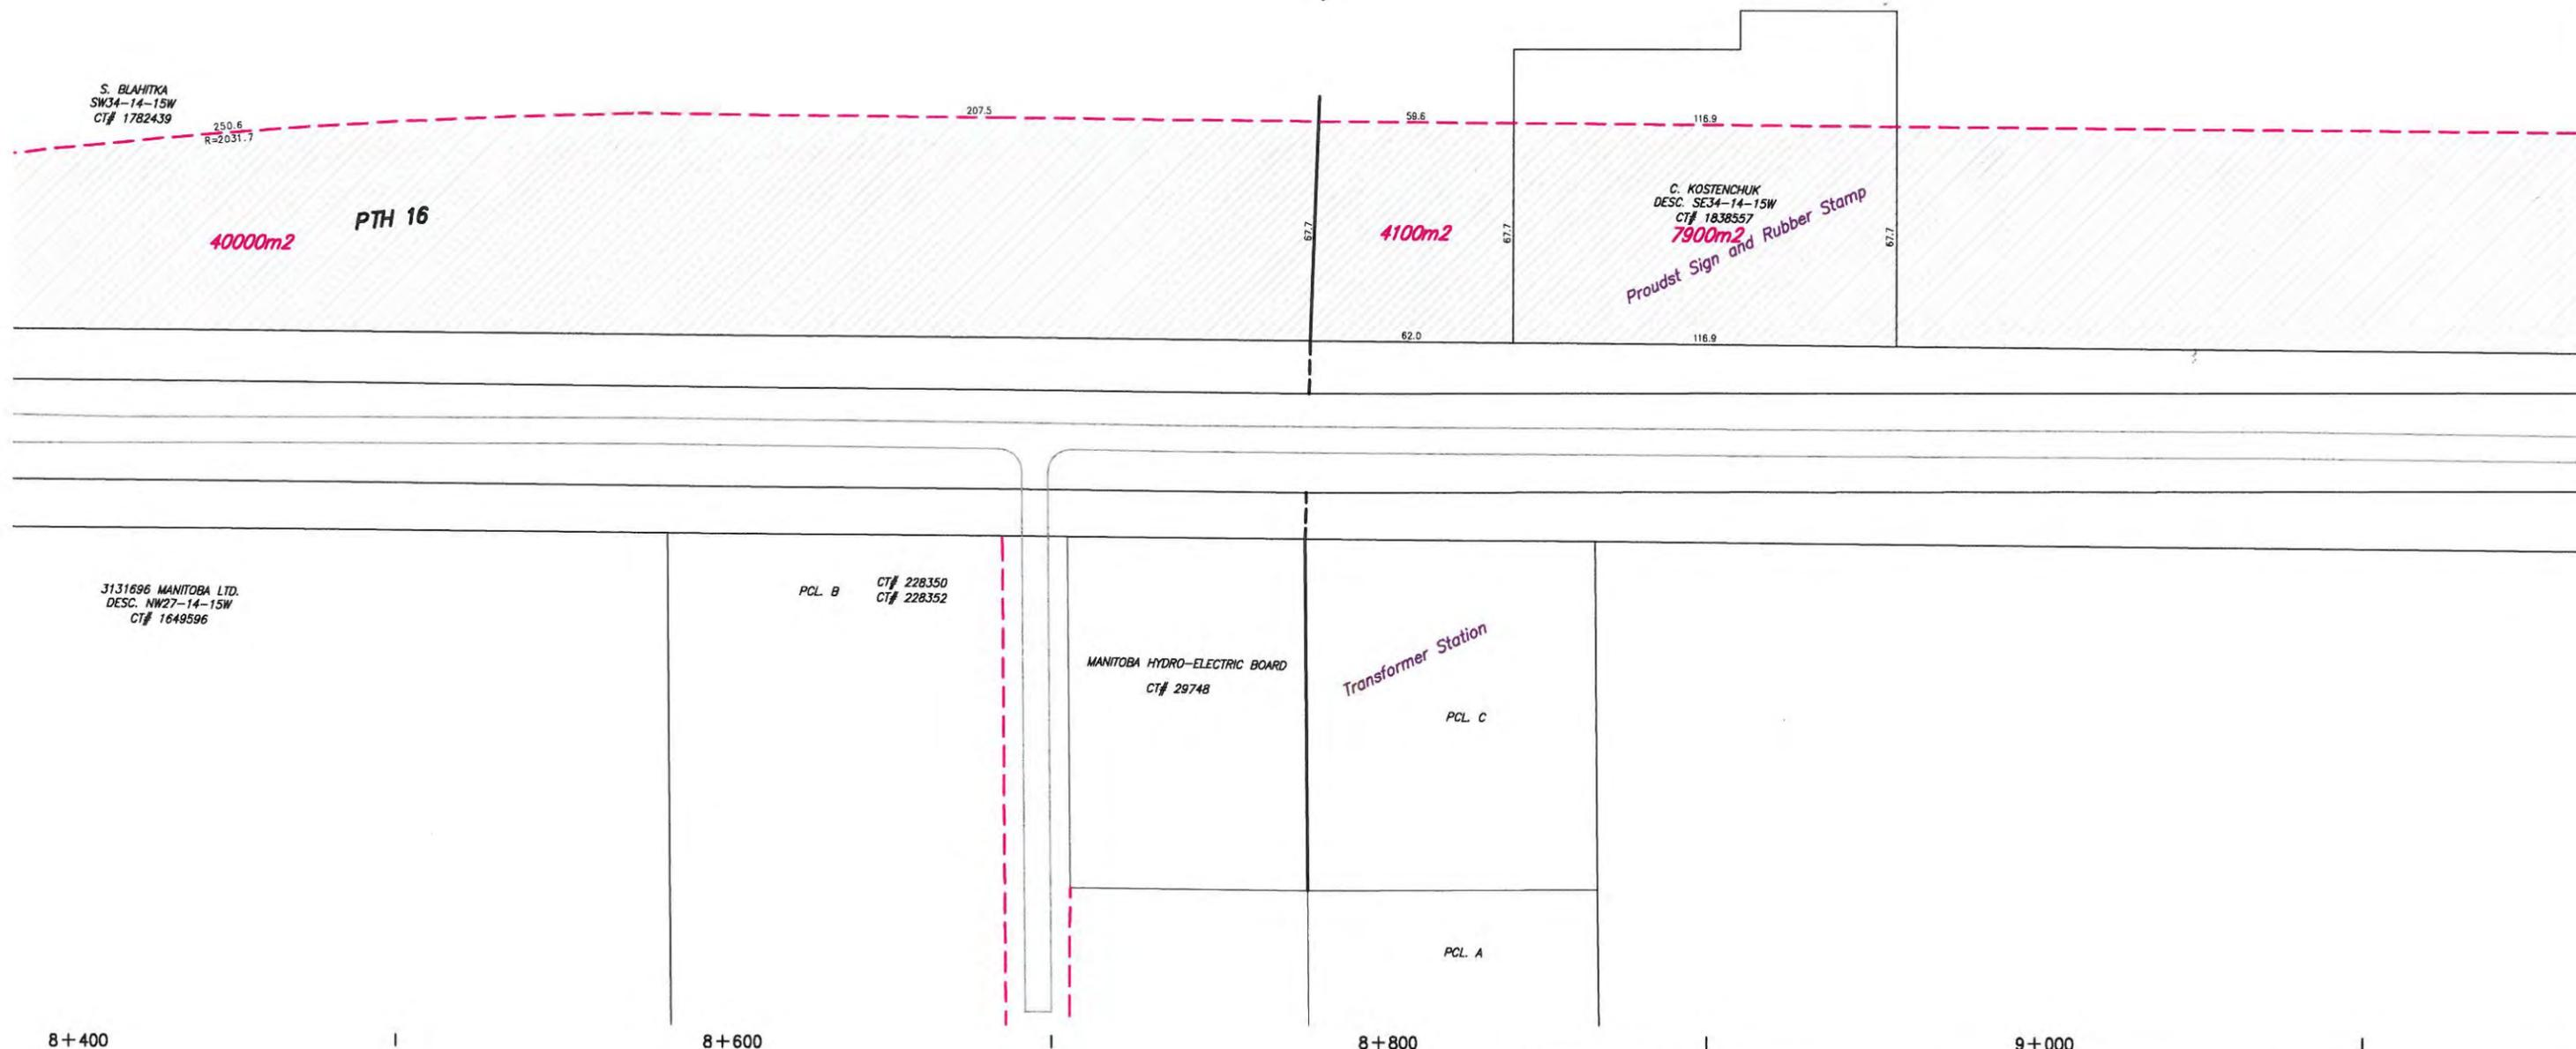 S. BLAHITKA
SW34-14-15W
CT# 1782439
250.6
R=2031.7
207.5
59.6
116.9
PTH 16
40000m2
67.7
4100m2
67.7
C. KOSTENCHUK
DESC. SE34-14-15W
CT# 1838557
7900m2
Proudst Sign and Rubber Stamp
67.7
62.0
116.9
3131696 MANITOBA LTD.
DESC. NW27-14-15W
CT# 1649596
PCL. B
CT# 228350
CT# 228352
MANITOBA HYDRO-ELECTRIC BOARD
CT# 29748
Transformer Station
PCL. C
PCL. A
8+400
8+600
8+800
9+000